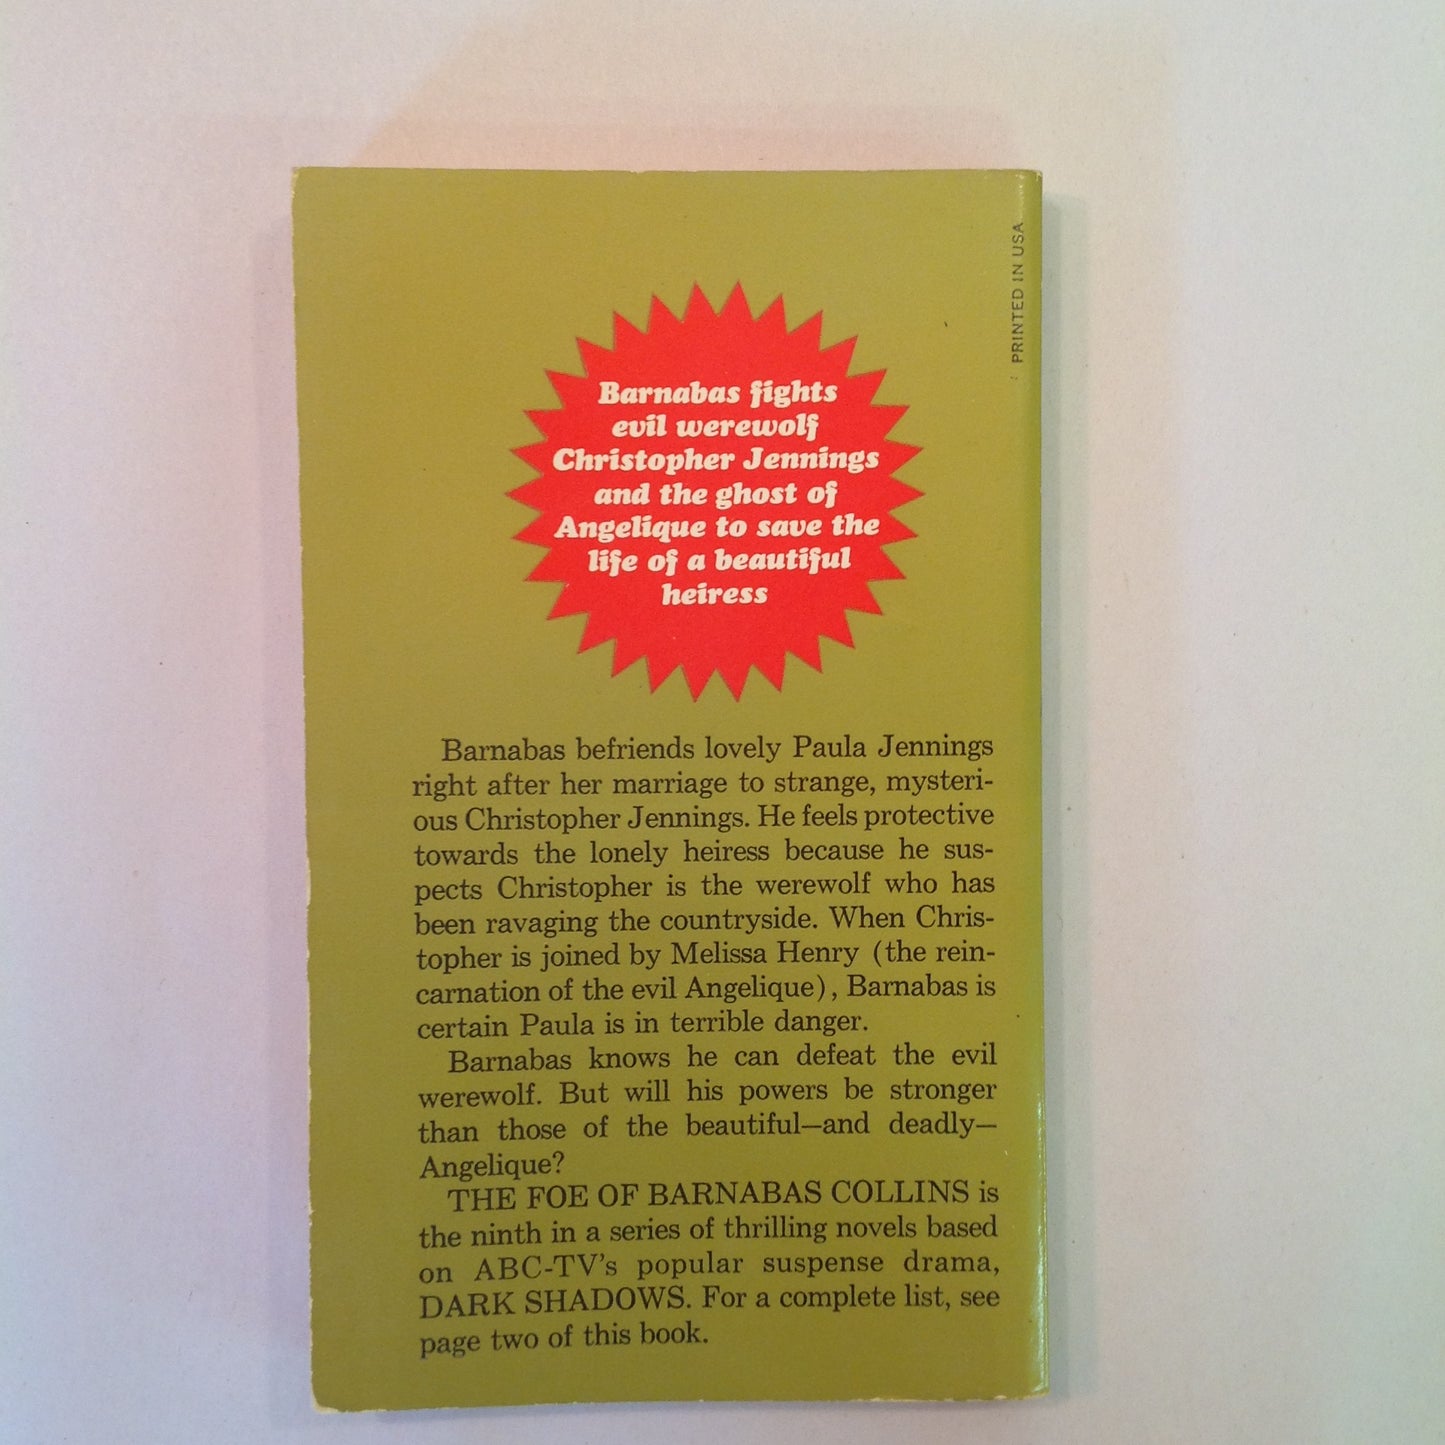 PRINTED IN USA
Barnabas fights
evil werewolf
Christopher Jennings
and the ghost of
Angelique to save the
life of a beautiful
heiress
Barnabas befriends lovely Paula Jennings
right after her marriage to strange, mysteri-
ous Christopher Jennings. He feels protective
towards the lonely heiress because he sus-
pects Christopher is the werewolf who has
been ravaging the countryside. When Chris-
topher is joined by Melissa Henry (the rein-
carnation of the evil Angelique), Barnabas is
certain Paula is in terrible danger.
Barnabas knows he can defeat the evil
werewolf. But will his powers be stronger
than those of the beautiful—and deadly—
Angelique?
THE FOE OF BARNABAS COLLINS is
the ninth in a series of thrilling novels based
on ABC-TV's popular suspense drama,
DARK SHADOWS. For a complete list, see
page two of this book.